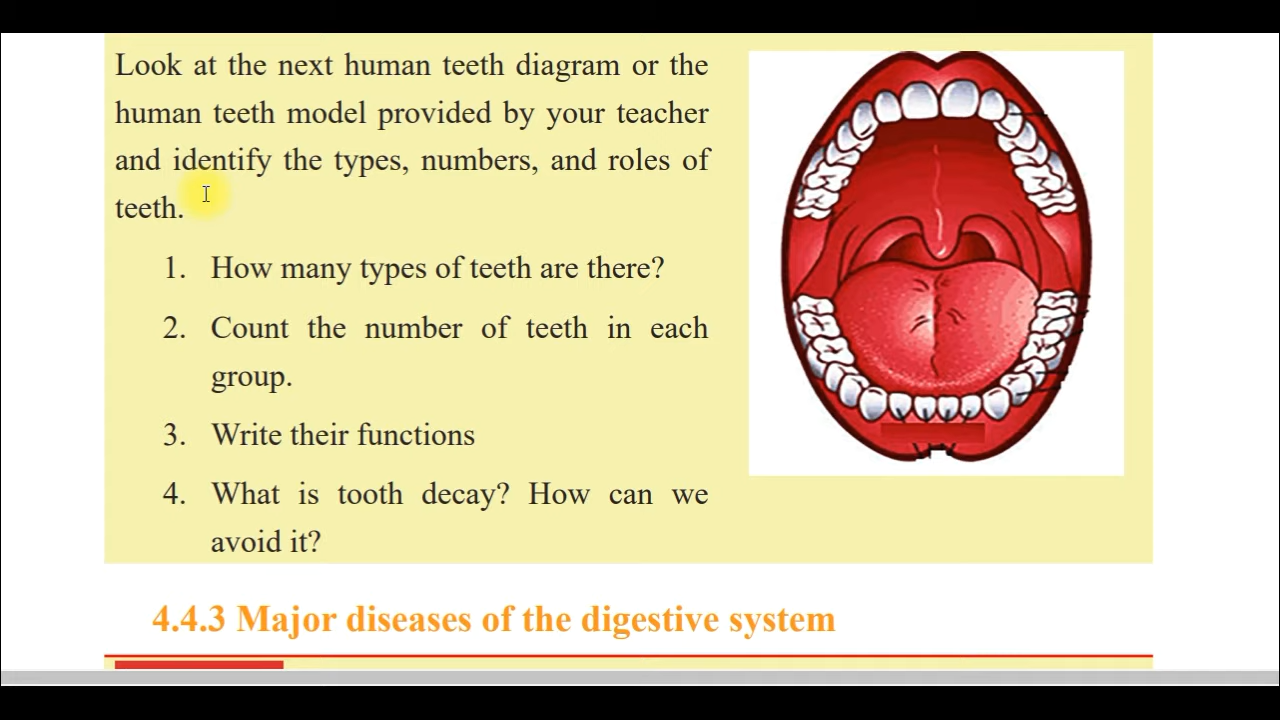 Look at the next human teeth diagram or the
human teeth model provided by your teacher
and identify the types, numbers, and roles of
teeth.
1. How many types of teeth are there?
2. Count the number of teeth in each
group.
3. Write their functions
4. What is tooth decay? How can we
avoid it?
4.4.3 Major diseases of the digestive system